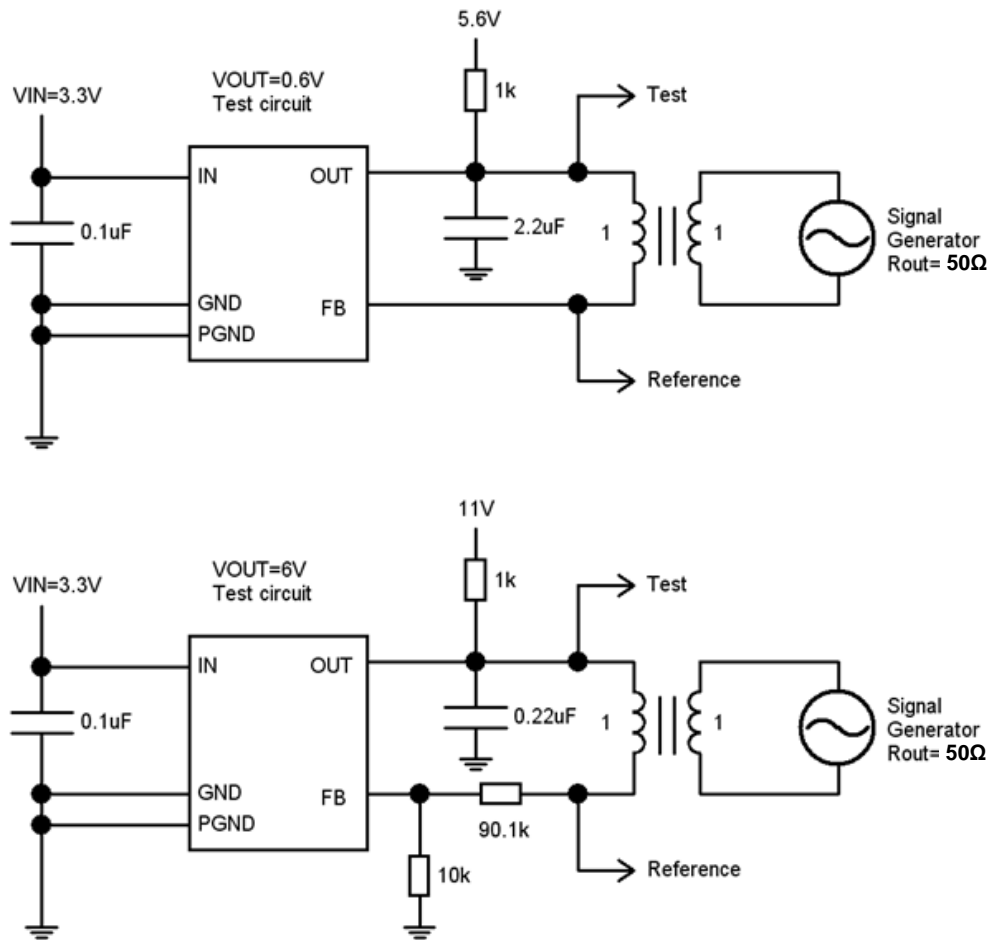 5.6V
VOUT=0.6V
Test circuit
1k
Test
VIN=3.3V
IN
OUT
0.1uF
2.2uF
1
1
Signal
Generator
Rout= 50Ω
GND
FB
PGND
Reference
11V
VOUT=6V
Test circuit
1k
Test
VIN=3.3V
IN
OUT
0.1uF
0.22uF
1
1
Signal
Generator
Rout= 50Ω
GND
FB
PGND
90.1k
10k
Reference